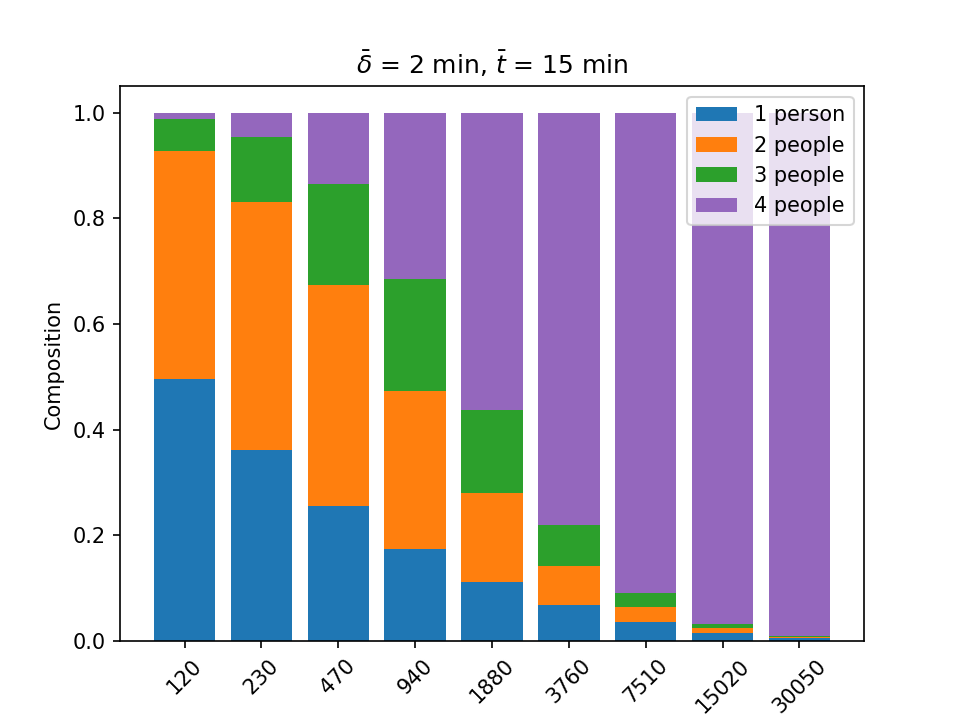 δ̄ = 2 min, t̄ = 15 min
1 person
2 people
3 people
4 people
Composition
1.0
0.8
0.6
0.4
0.2
0.0
120 230 470 940 1880 3760 7510 15020 30050